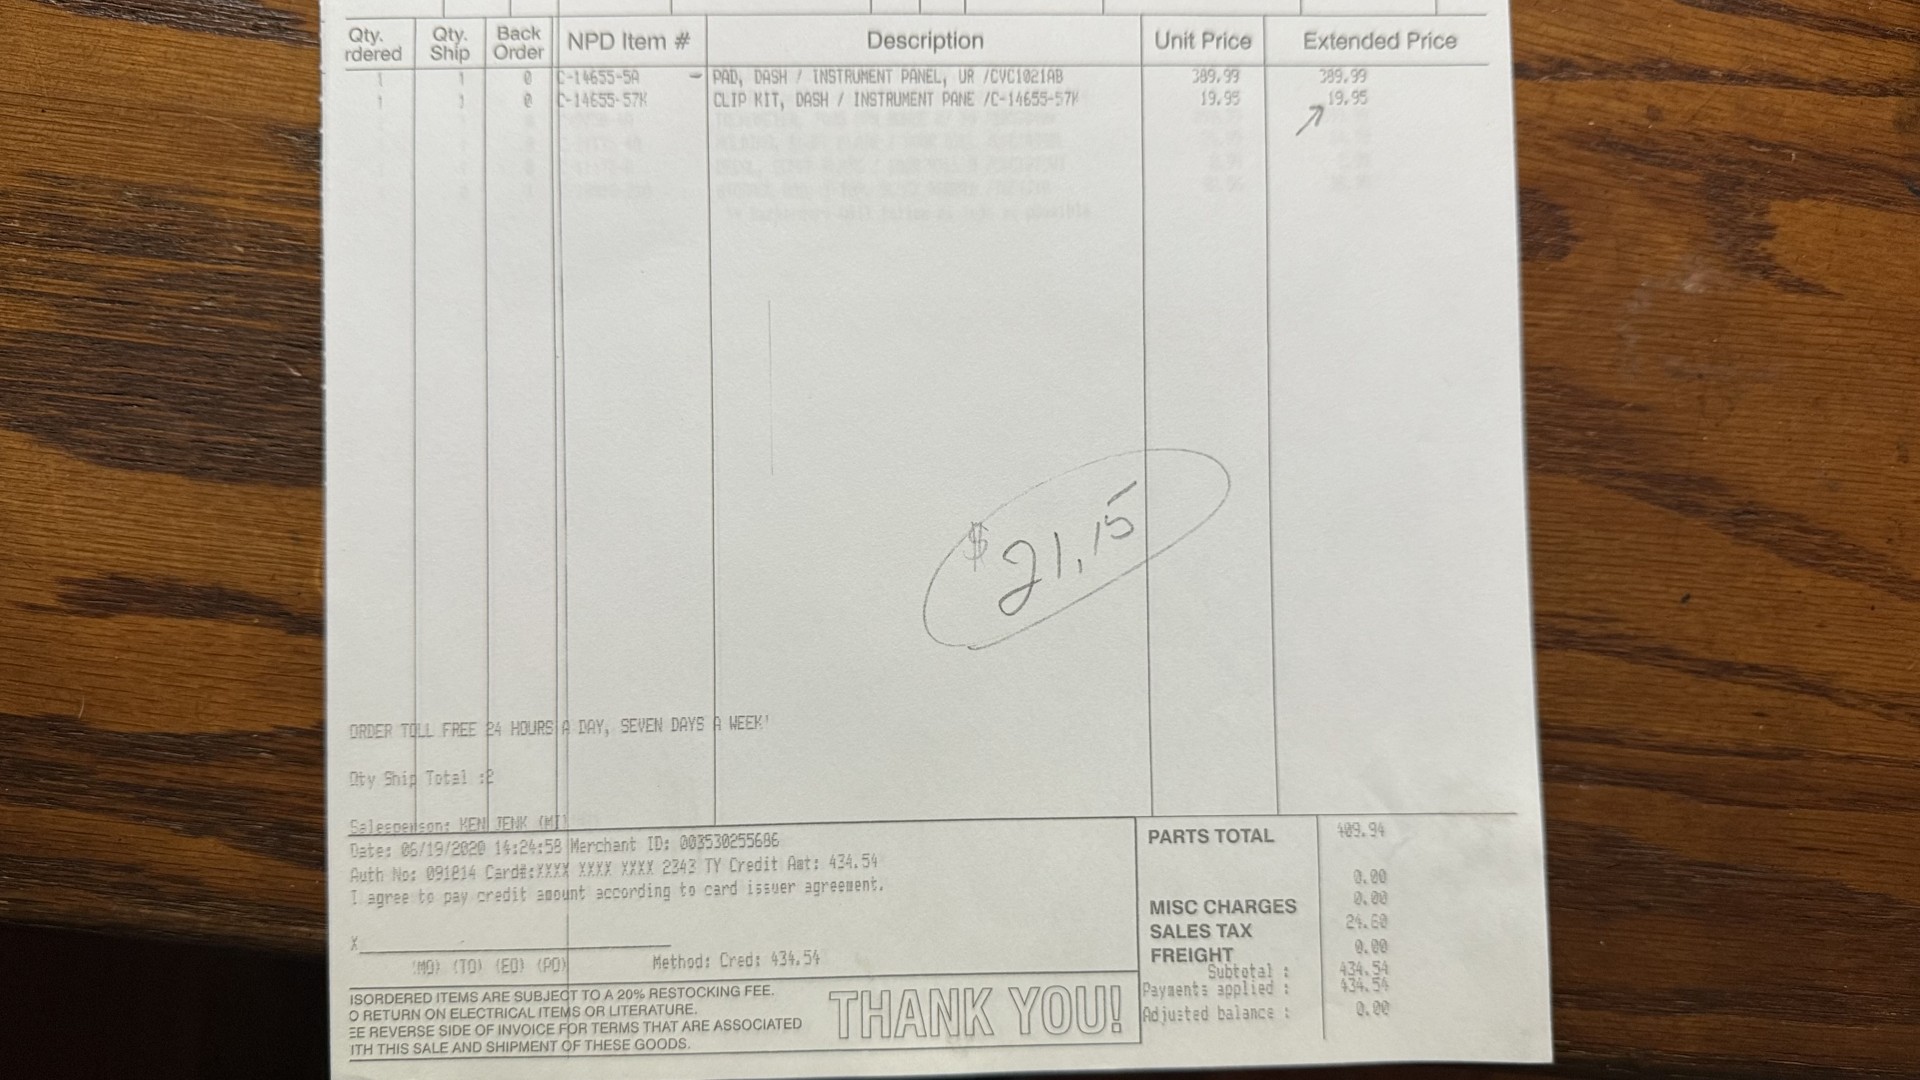 Qty. Qty. Back NPD Item # Description Unit Price Extended Price
rdered Ship Order
1 1 0 C-14655-5A - PAD, DASH / INSTRUMENT PANEL, UR /CVC1021AB 389.99 389.99
1 1 0 C-14655-57K CLIP KIT, DASH / INSTRUMENT PANE /C-14655-57K 19.95 19.95
$21.15
ORDER TOLL FREE 24 HOURS A DAY, SEVEN DAYS A WEEK!
Qty Ship Total :2
Salesperson: KEN JENK (MI)
Date: 06/19/2020 14:24:58 Merchant ID: 003530255686
Auth No: 091814 Card#:XXXX XXXX XXXX 2343 TY Credit Amt: 434.54
I agree to pay credit amount according to card issuer agreement.
X
(MO) (TO) (EO) (PO) Method: Cred: 434.54
ISORDERED ITEMS ARE SUBJECT TO A 20% RESTOCKING FEE.
O RETURN ON ELECTRICAL ITEMS OR LITERATURE.
EE REVERSE SIDE OF INVOICE FOR TERMS THAT ARE ASSOCIATED
ITH THIS SALE AND SHIPMENT OF THESE GOODS.
THANK YOU!
PARTS TOTAL 409.94
0.00
MISC CHARGES 0.00
SALES TAX 24.60
FREIGHT 0.00
Subtotal : 434.54
Payments applied : 434.54
Adjusted balance : 0.00